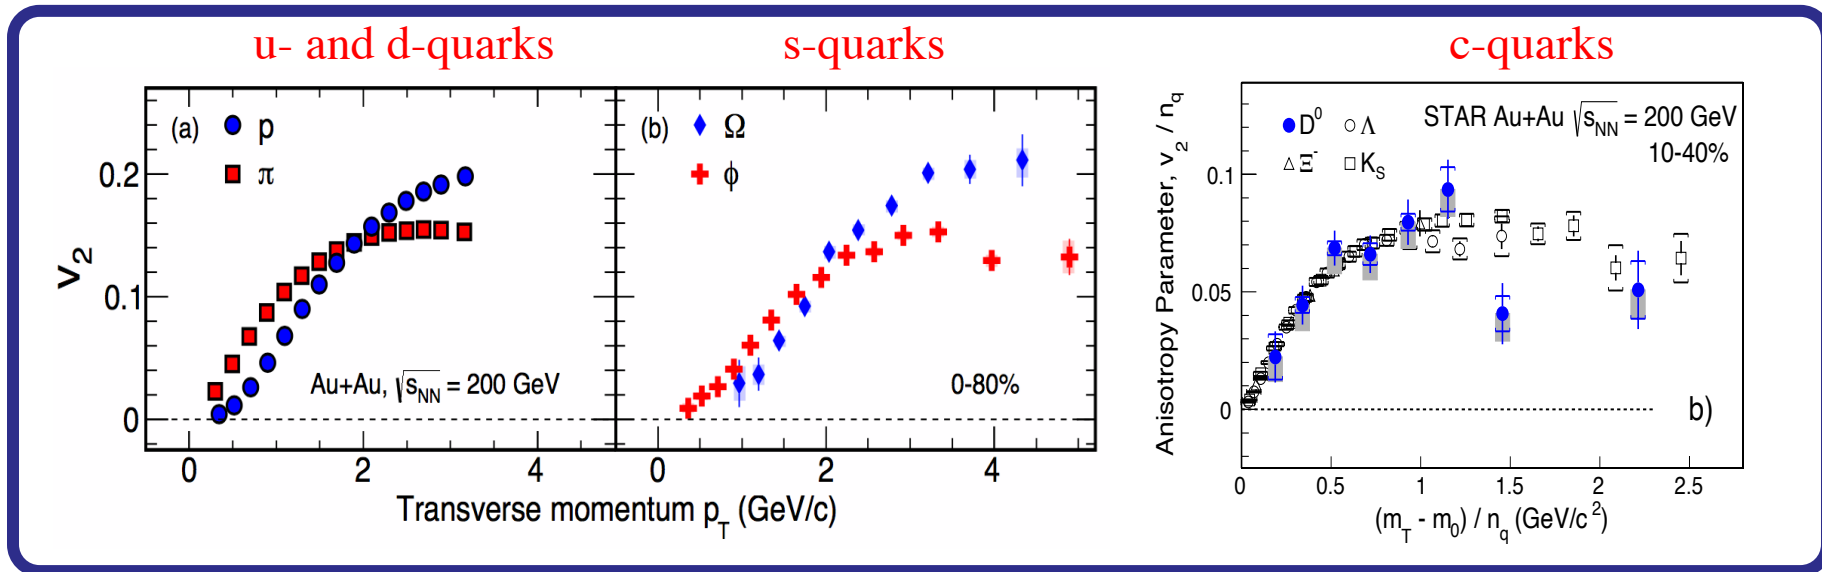 u- and d-quarks
s-quarks
c-quarks
(a)
p
π
(b)
Ω
ϕ
v₂
0.2
0.1
0
Au+Au, √sNN = 200 GeV
0-80%
0 2 4
0 2 4
Transverse momentum pT (GeV/c)
D⁰
Λ
Ξ⁻
KS
STAR Au+Au √sNN = 200 GeV
10-40%
Anisotropy Parameter, v₂ / nq
0.1
0.05
0
b)
0 0.5 1 1.5 2 2.5
(mT - m0) / nq (GeV/c²)